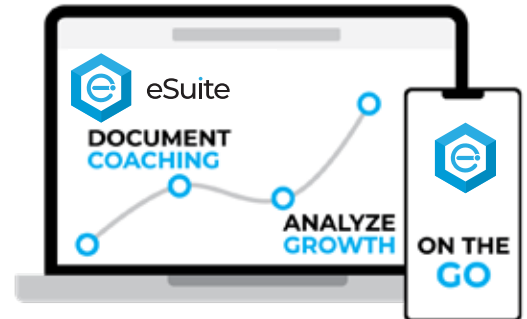 eSuite
DOCUMENT
COACHING
ANALYZE
GROWTH
ON THE
GO